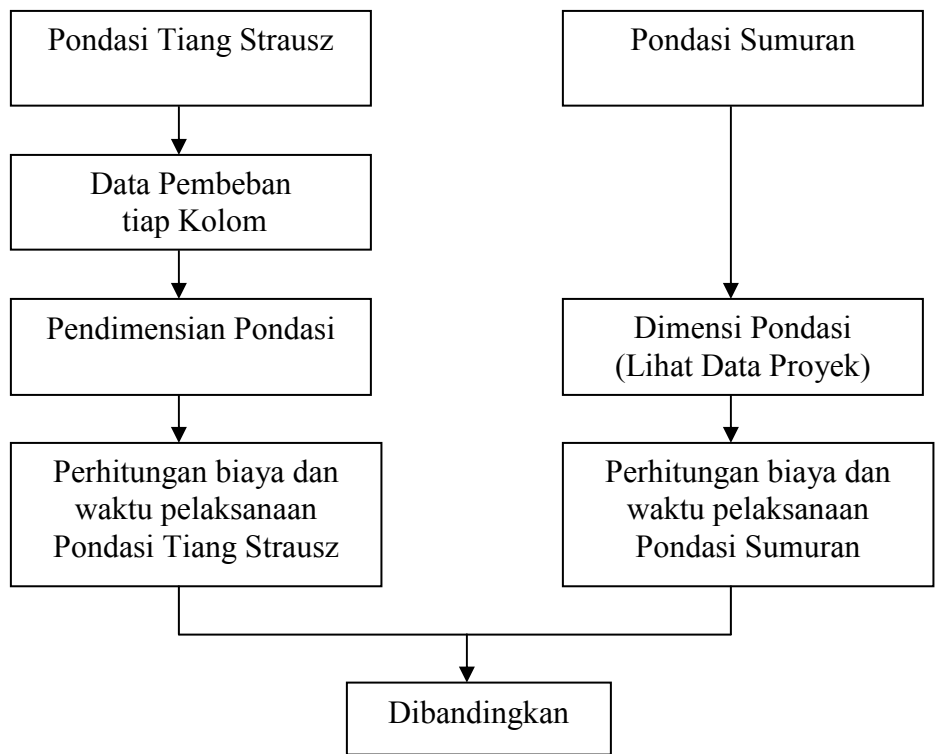 Pondasi Tiang Strausz
Pondasi Sumuran
Data Pembeban
tiap Kolom
Pendimensian Pondasi
Dimensi Pondasi
(Lihat Data Proyek)
Perhitungan biaya dan
waktu pelaksanaan
Pondasi Tiang Strausz
Perhitungan biaya dan
waktu pelaksanaan
Pondasi Sumuran
Dibandingkan